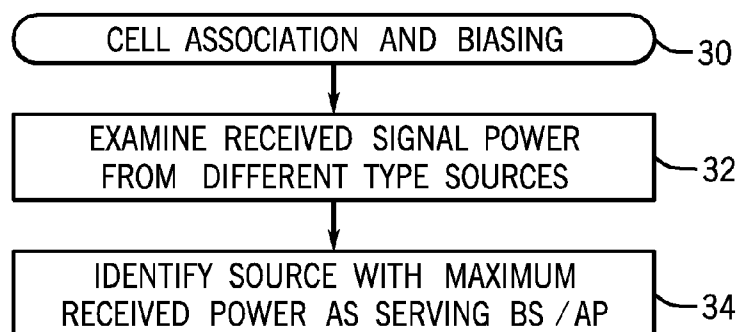 CELL ASSOCIATION AND BIASING
30
EXAMINE RECEIVED SIGNAL POWER
FROM DIFFERENT TYPE SOURCES
32
IDENTIFY SOURCE WITH MAXIMUM
RECEIVED POWER AS SERVING BS / AP
34